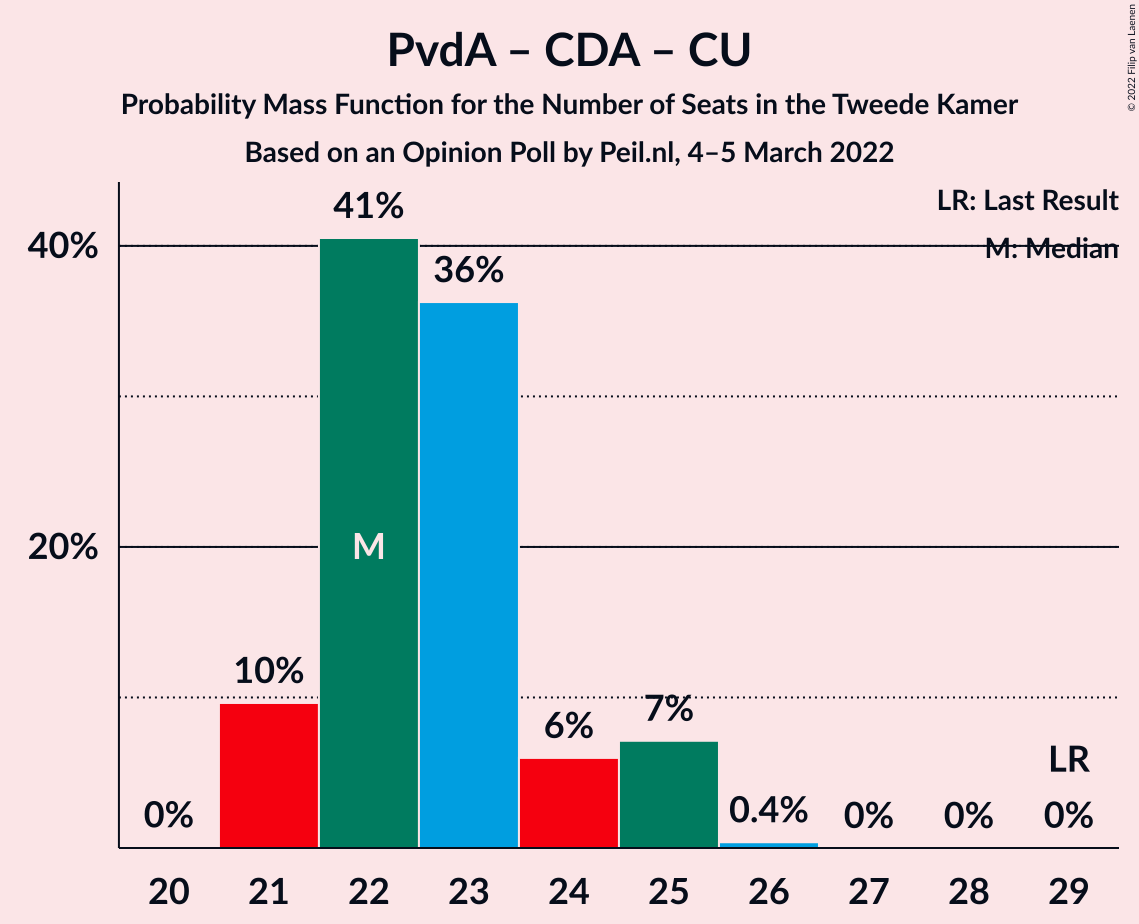 PvdA – CDA – CU
Probability Mass Function for the Number of Seats in the Tweede Kamer
Based on an Opinion Poll by Peil.nl, 4–5 March 2022
© 2022 Filip van Laenen
LR: Last Result
M: Median
40%
20%
0%
10%
41%
36%
6%
7%
0.4%
0%
0%
0%
M
LR
20 21 22 23 24 25 26 27 28 29